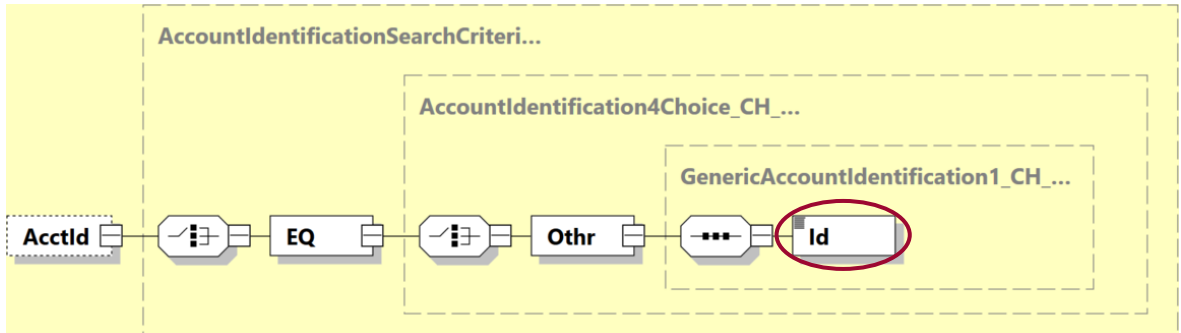 AccountIdentificationSearchCriteri...
AccountIdentification4Choice_CH_...
GenericAccountIdentification1_CH_...
AcctId
EQ
Othr
Id